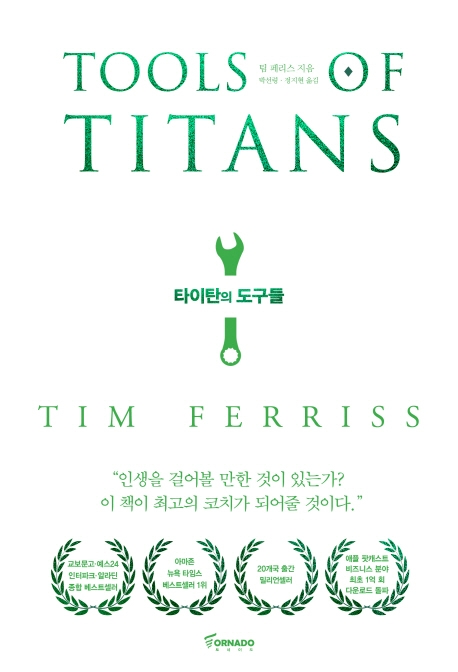 TOOLS OF
팀 페리스 지음
박선령 · 정지현 옮김
TITANS
타이탄의 도구들
TIM FERRISS
“인생을 걸어볼 만한 것이 있는가?
이 책이 최고의 코치가 되어줄 것이다.”
교보문고·예스24
인터파크·알라딘
종합 베스트셀러
아마존
뉴욕 타임스
베스트셀러 1위
20개국 출간
밀리언셀러
애플 팟캐스트
비즈니스 분야
최초 1억 회
다운로드 돌파
TORNADO